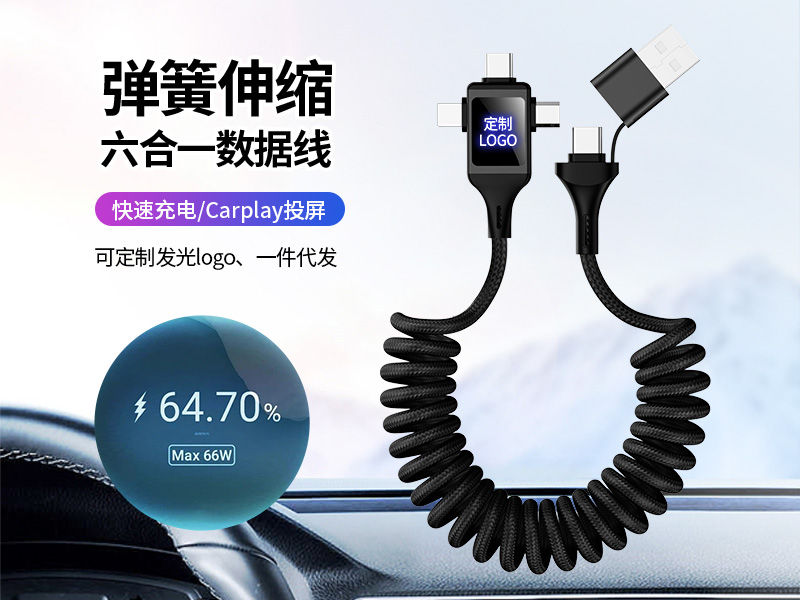 弹簧伸缩
六合一数据线
快速充电/Carplay投屏
可定制发光logo、一件代发
定制
LOGO
64.70%
Max 66W